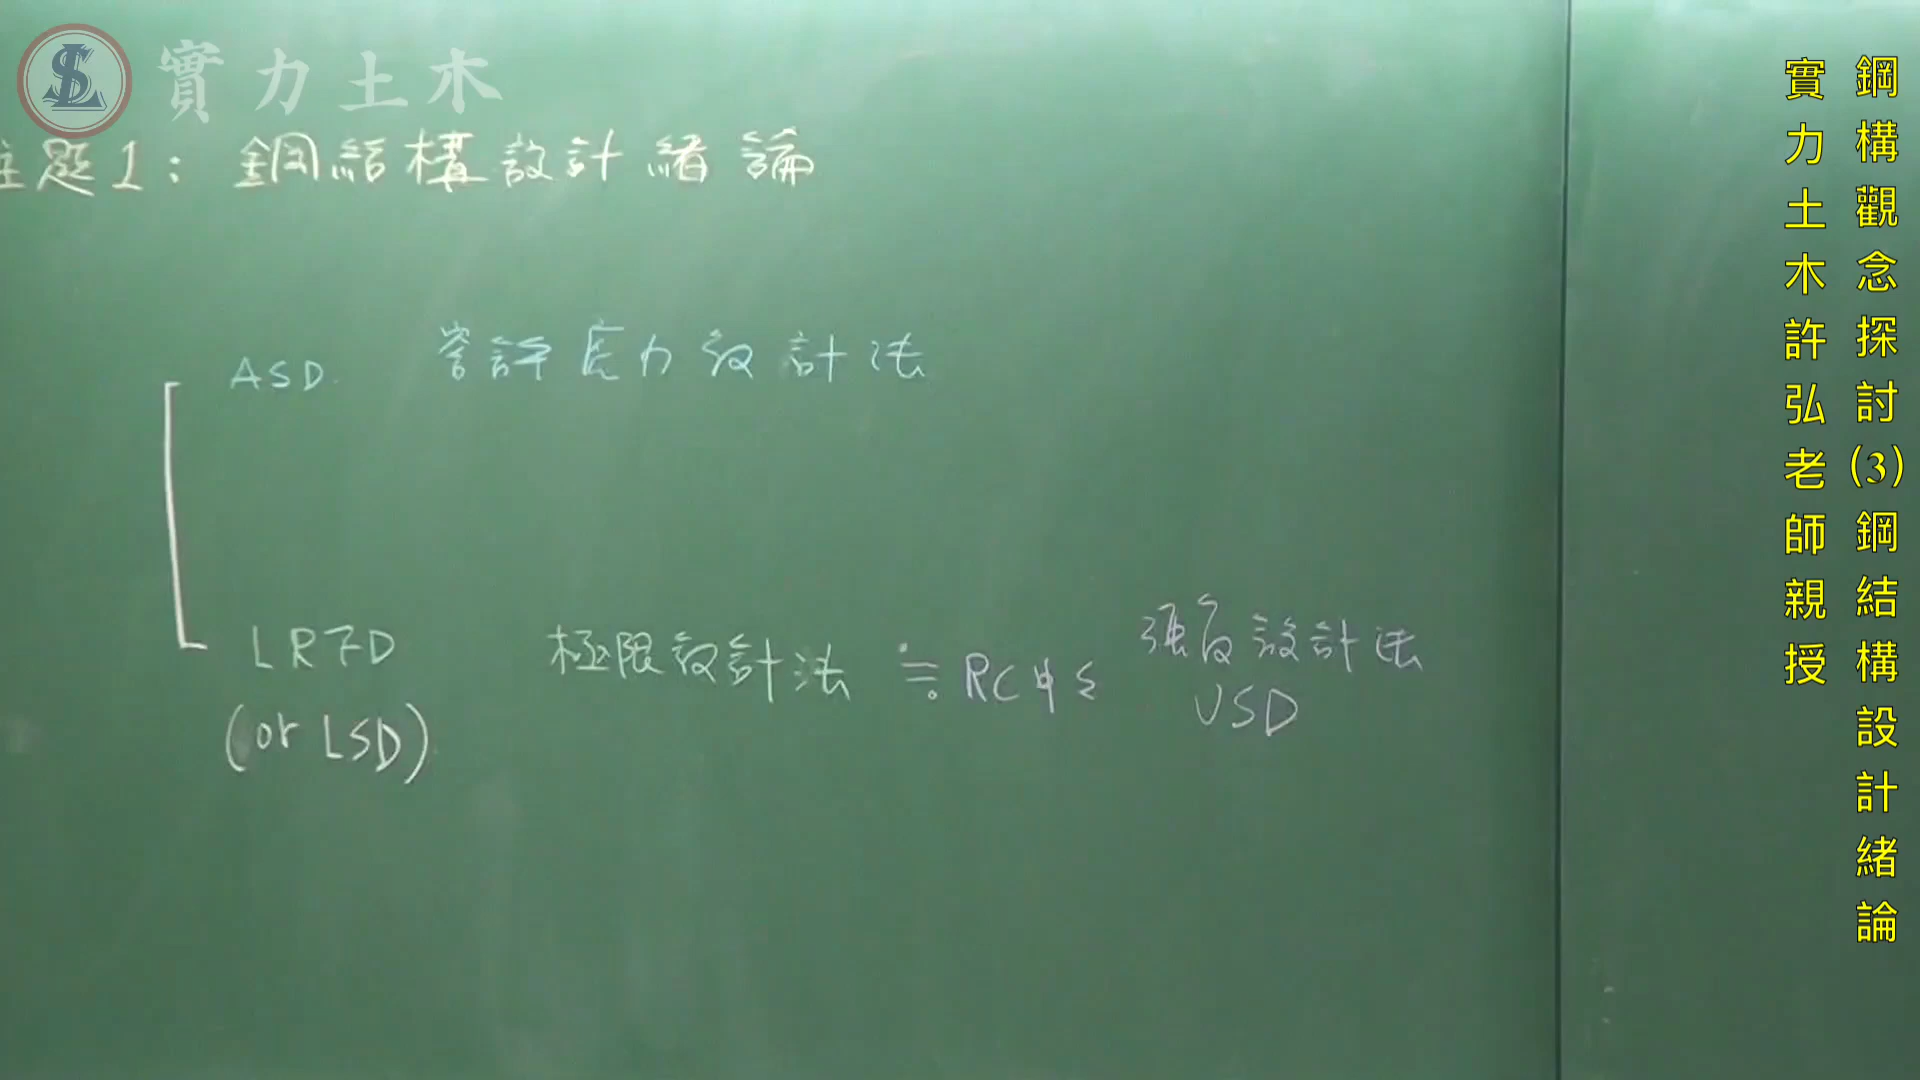 實力土木
主題1：鋼結構設計緒論
ASD 容許應力設計法
LRFD 極限設計法 ≒ RC中之 強度設計法
(or LSD)
USD
鋼構觀念探討(3)鋼結構設計緒論
實力土木許弘老師親授